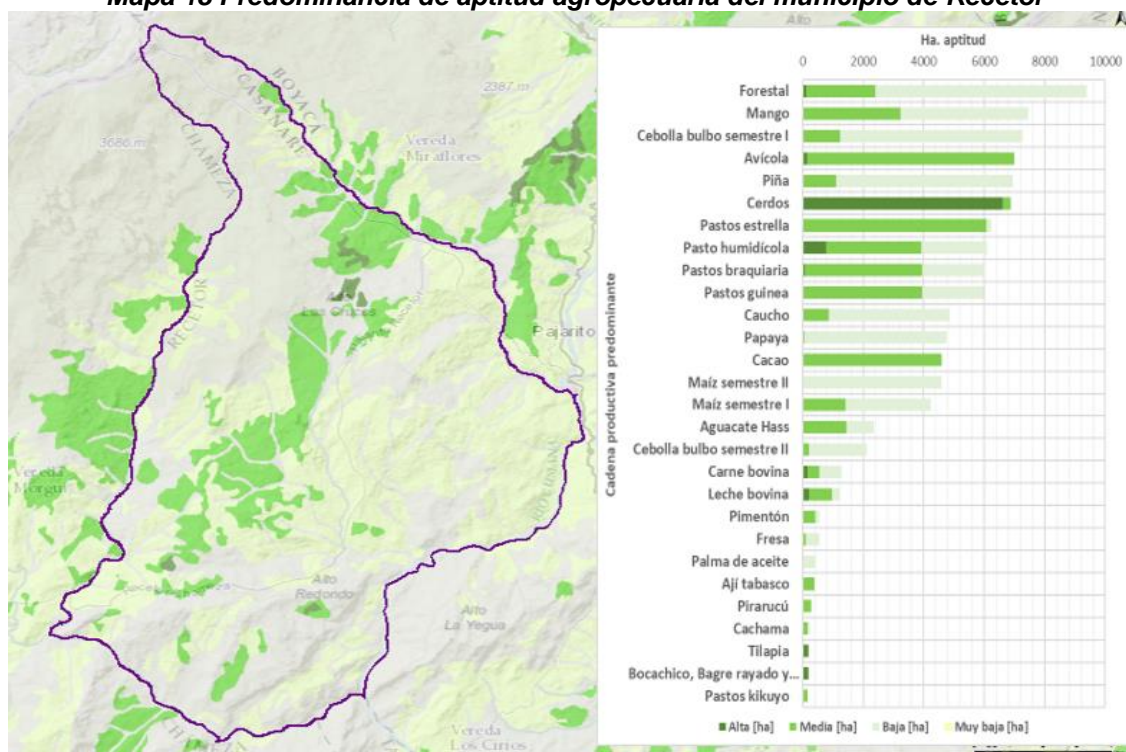 Mapa 18 Predominancia de aptitud agropecuaria del municipio de Recetor
Alto
BOYACA
CASANARE
2387 m
3680 m
CHAMEZA
Vereda
Miraflores
RECETOR
Pajarito
Vereda
Morgui
Alto
Redondo
Alto
La Yegua
Vereda
Los Cirios
Ha. aptitud
0 2000 4000 6000 8000 10000
Cadena productiva predominante
Forestal
Mango
Cebolla bulbo semestre I
Avícola
Piña
Cerdos
Pastos estrella
Pasto humidícola
Pastos braquiaria
Pastos guinea
Caucho
Papaya
Cacao
Maíz semestre II
Maíz semestre I
Aguacate Hass
Cebolla bulbo semestre II
Carne bovina
Leche bovina
Pimentón
Fresa
Palma de aceite
Ají tabasco
Pirarucú
Cachama
Tilapia
Bocachico, Bagre rayado y...
Pastos kikuyo
Alta [ha] Media [ha] Baja [ha] Muy baja [ha]